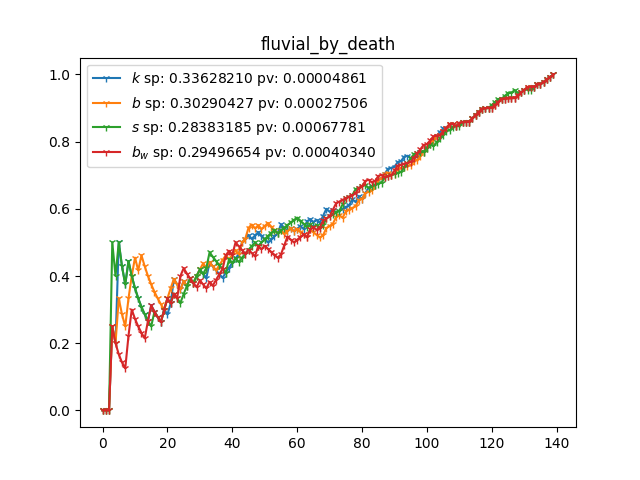 fluvial_by_death
k sp: 0.33628210 pv: 0.00004861
b sp: 0.30290427 pv: 0.00027506
s sp: 0.28383185 pv: 0.00067781
b_w sp: 0.29496654 pv: 0.00040340
1.0
0.8
0.6
0.4
0.2
0.0
0 20 40 60 80 100 120 140